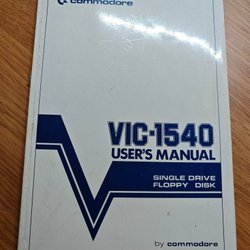 commodore
VIC-1540
USER'S MANUAL
SINGLE DRIVE
FLOPPY DISK
by commodore